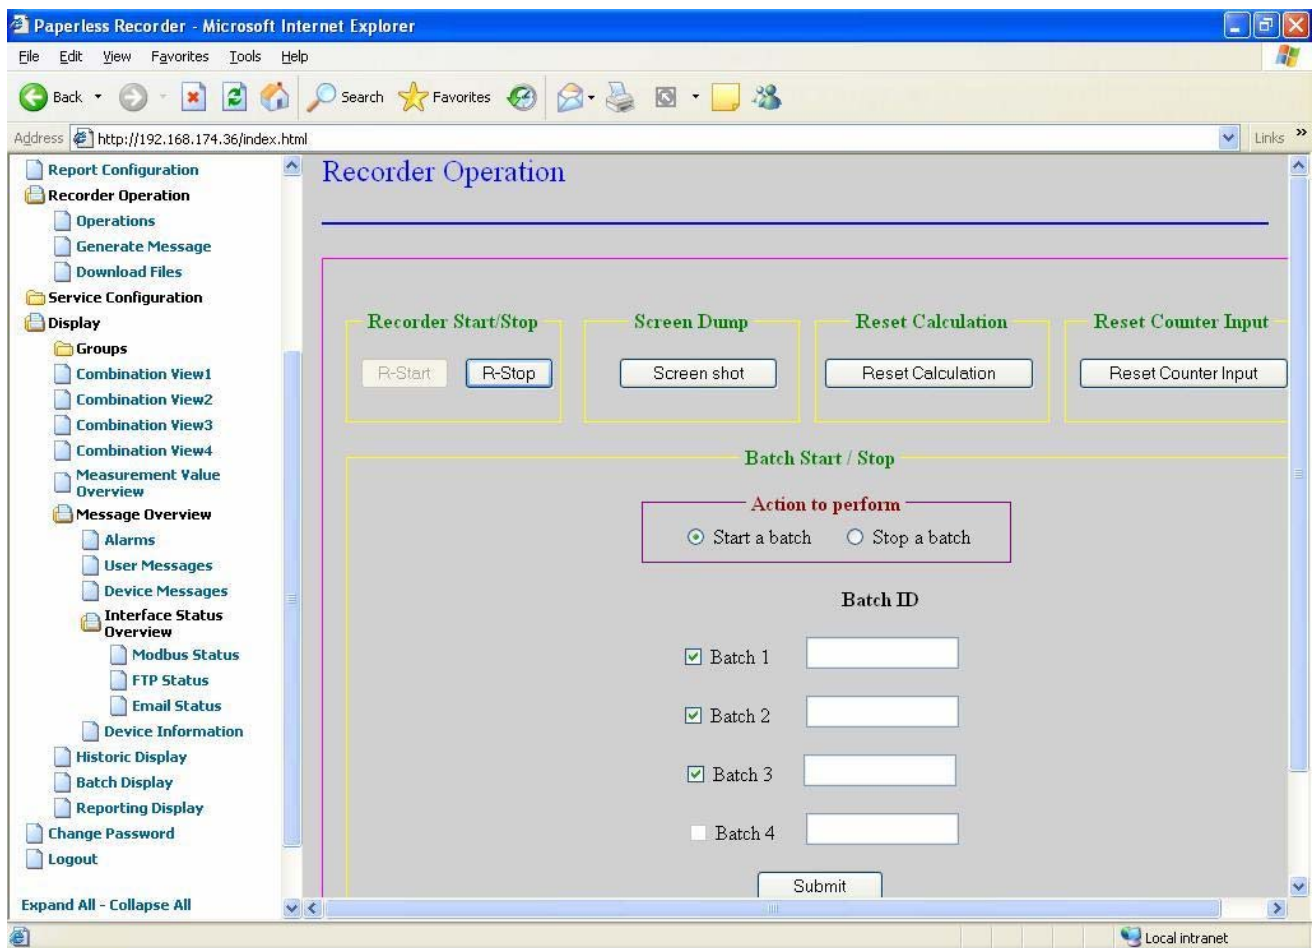 Paperless Recorder - Microsoft Internet Explorer
File Edit View Favorites Tools Help
Back Search Favorites
Address http://192.168.174.36/index.html Links »
Report Configuration
Recorder Operation
Operations
Generate Message
Download Files
Service Configuration
Display
Groups
Combination View1
Combination View2
Combination View3
Combination View4
Measurement Value
Overview
Message Overview
Alarms
User Messages
Device Messages
Interface Status
Overview
Modbus Status
FTP Status
Email Status
Device Information
Historic Display
Batch Display
Reporting Display
Change Password
Logout
Expand All - Collapse All
Recorder Operation
Recorder Start/Stop Screen Dump Reset Calculation Reset Counter Input
R-Start R-Stop Screen shot Reset Calculation Reset Counter Input
Batch Start / Stop
Action to perform
Start a batch Stop a batch
Batch ID
Batch 1
Batch 2
Batch 3
Batch 4
Submit
Local intranet